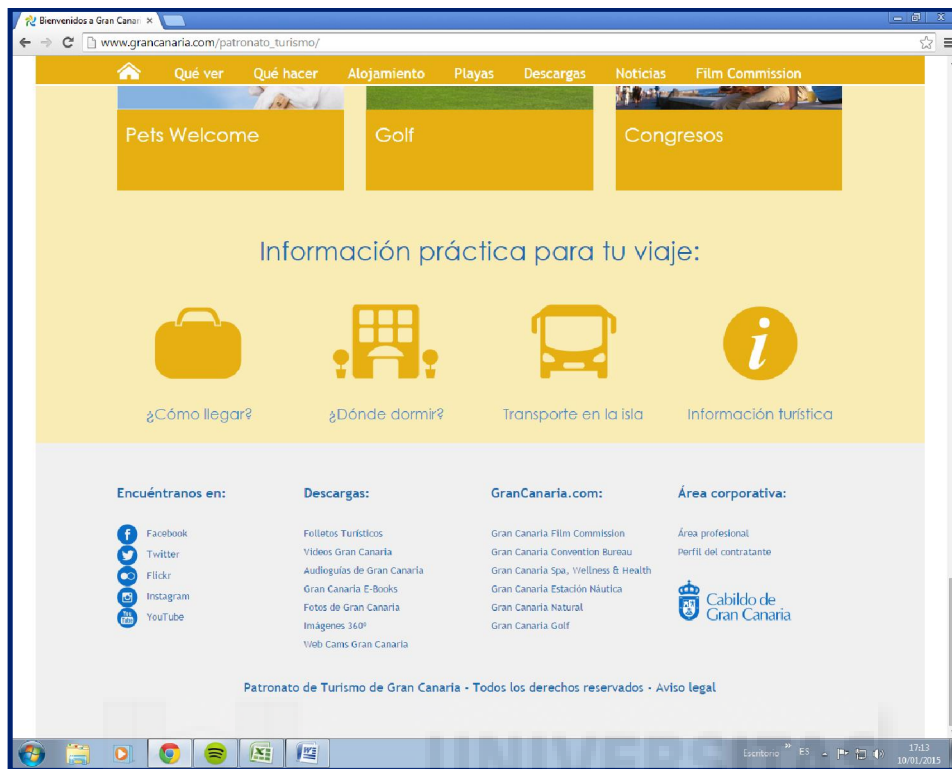 Bienvenidos a Gran Canari
www.grancanaria.com/patronato_turismo/
Qué ver Qué hacer Alojamiento Playas Descargas Noticias Film Commission
Pets Welcome Golf Congresos
Información práctica para tu viaje:
¿Cómo llegar? ¿Dónde dormir? Transporte en la isla Información turística
Encuéntranos en:
Facebook
Twitter
Flickr
Instagram
YouTube
Descargas:
Folletos Turísticos
Videos Gran Canaria
Audioguías de Gran Canaria
Gran Canaria E-Books
Fotos de Gran Canaria
Imágenes 360º
Web Cams Gran Canaria
GranCanaria.com:
Gran Canaria Film Commission
Gran Canaria Convention Bureau
Gran Canaria Spa, Wellness & Health
Gran Canaria Estación Náutica
Gran Canaria Natural
Gran Canaria Golf
Área corporativa:
Área profesional
Perfil del contratante
Cabildo de
Gran Canaria
Patronato de Turismo de Gran Canaria - Todos los derechos reservados - Aviso legal
Escritorio ES 17:13
10/01/2015